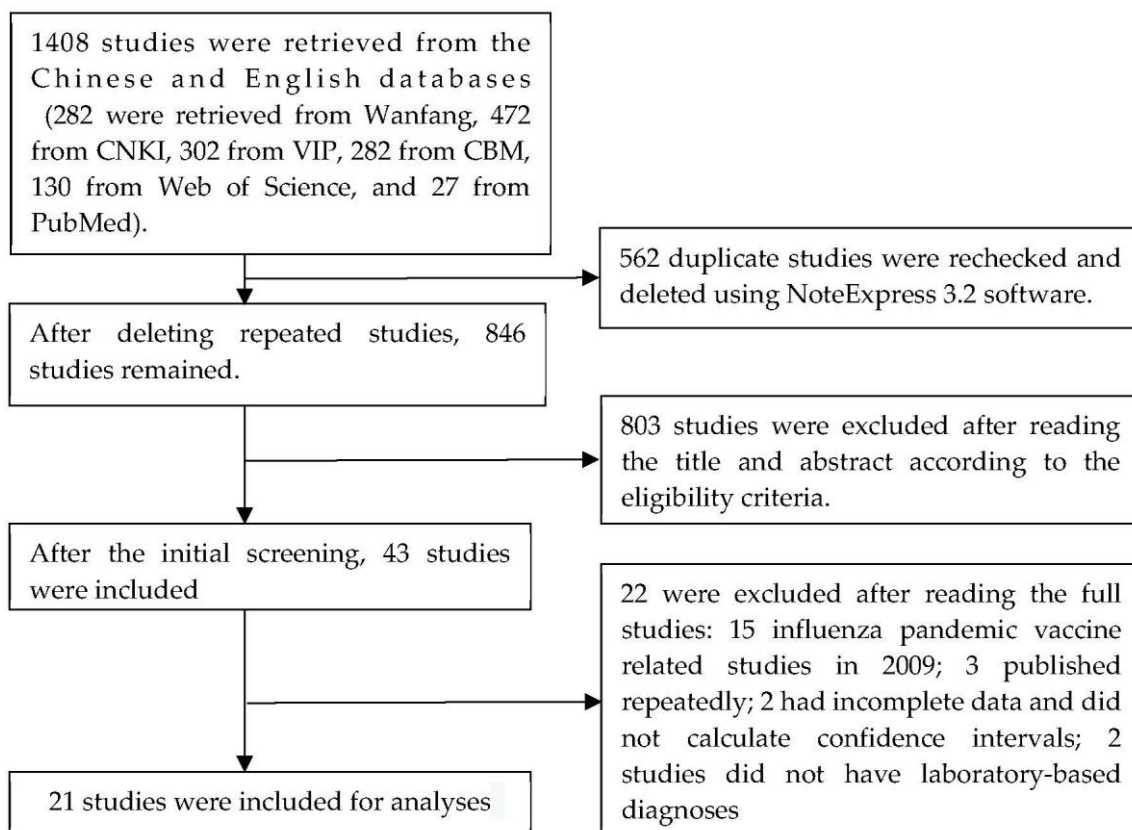 1408 studies were retrieved from the
Chinese and English databases
(282 were retrieved from Wanfang, 472
from CNKI, 302 from VIP, 282 from CBM,
130 from Web of Science, and 27 from
PubMed).
562 duplicate studies were rechecked and
deleted using NoteExpress 3.2 software.
After deleting repeated studies, 846
studies remained.
803 studies were excluded after reading
the title and abstract according to the
eligibility criteria.
After the initial screening, 43 studies
were included
22 were excluded after reading the full
studies: 15 influenza pandemic vaccine
related studies in 2009; 3 published
repeatedly; 2 had incomplete data and did
not calculate confidence intervals; 2
studies did not have laboratory-based
diagnoses
21 studies were included for analyses